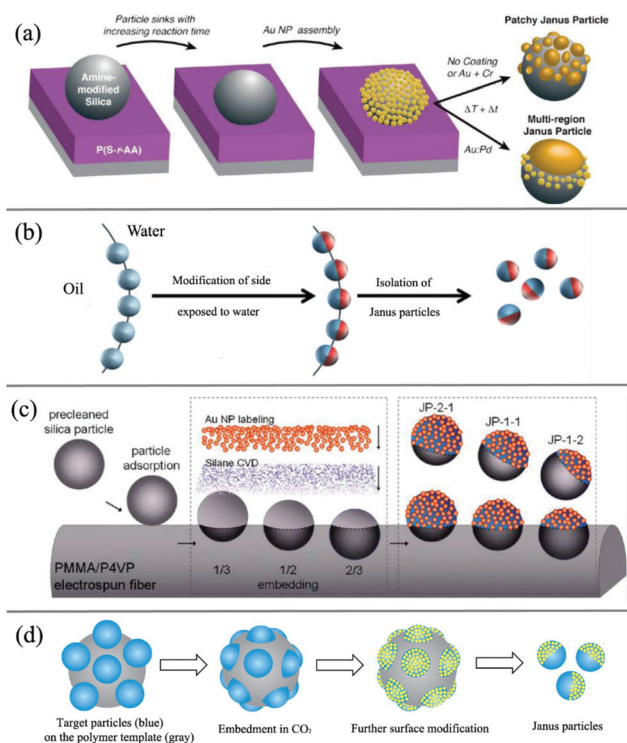 (a)
Particle sinks with
increasing reaction time
Au NP assembly
Patchy Janus Particle
Amine-
modified
Silica
P(S-r-AA)
No Coating
or Au + Cr
ΔT + Δt
Au:Pd
Multi-region
Janus Particle
(b)
Water
Oil
Modification of side
exposed to water
Isolation of
Janus particles
(c)
precleaned
silica particle
particle
adsorption
Au NP labeling
Silane CVD
JP-2-1
JP-1-1
JP-1-2
PMMA/P4VP
electrospun fiber
1/3
1/2
2/3
embedding
(d)
Target particles (blue)
on the polymer template (gray)
Embedment in CO₂
Further surface modification
Janus particles